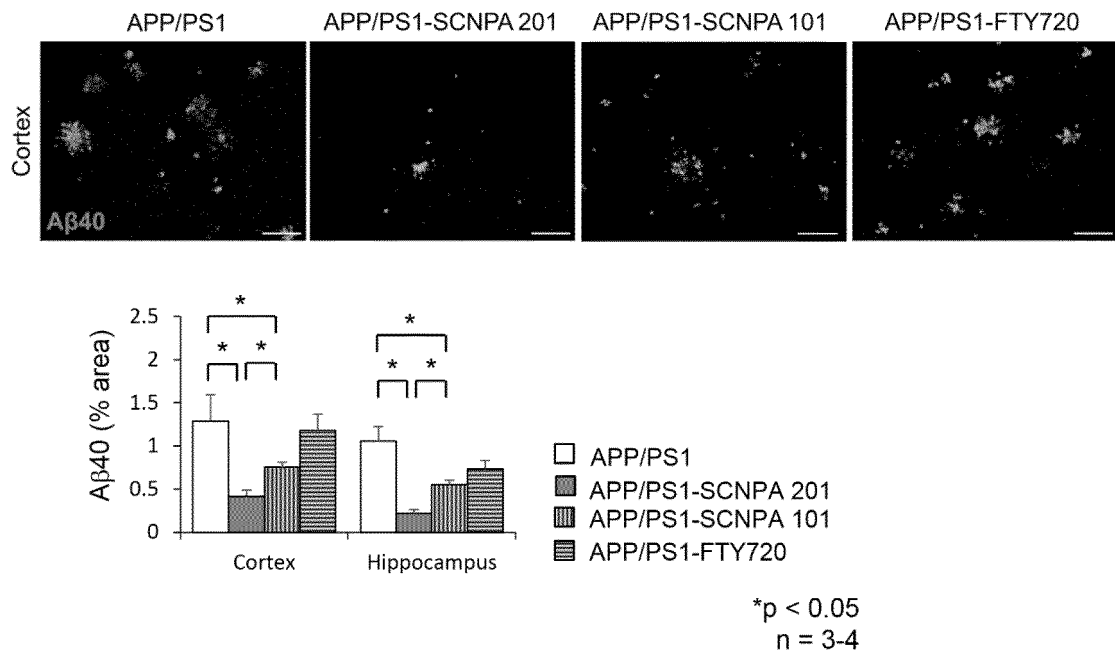 APP/PS1 APP/PS1-SCNPA 201 APP/PS1-SCNPA 101 APP/PS1-FTY720
Cortex
Aβ40
* *
* * * *
2.5
2
1.5
1
0.5
0
Aβ40 (% area)
Cortex Hippocampus
APP/PS1
APP/PS1-SCNPA 201
APP/PS1-SCNPA 101
APP/PS1-FTY720
*p < 0.05
n = 3-4